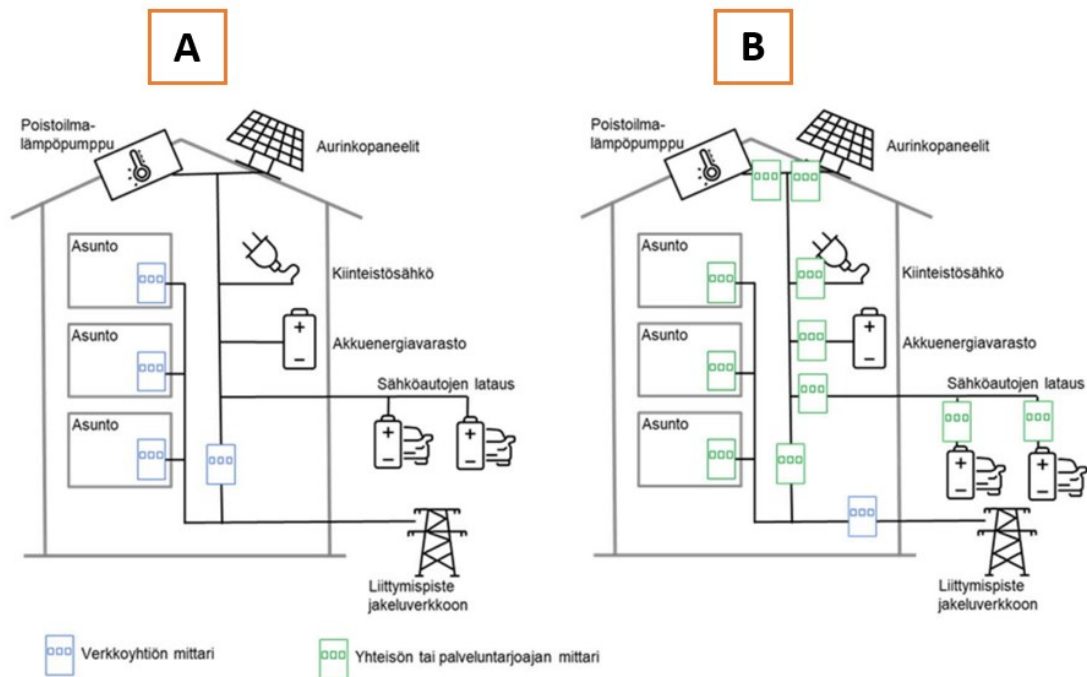 A
Poistoilma-
lämpöpumppu
Aurinkopaneelit
Asunto
Kiinteistösähkö
Asunto
Akkuenergiavarasto
Sähköautojen lataus
Asunto
Liittymispiste
jakeluverkkoon
B
Poistoilma-
lämpöpumppu
Aurinkopaneelit
Asunto
Kiinteistösähkö
Asunto
Akkuenergiavarasto
Sähköautojen lataus
Asunto
Liittymispiste
jakeluverkkoon
Verkkoyhtiön mittari
Yhteisön tai palveluntarjoajan mittari